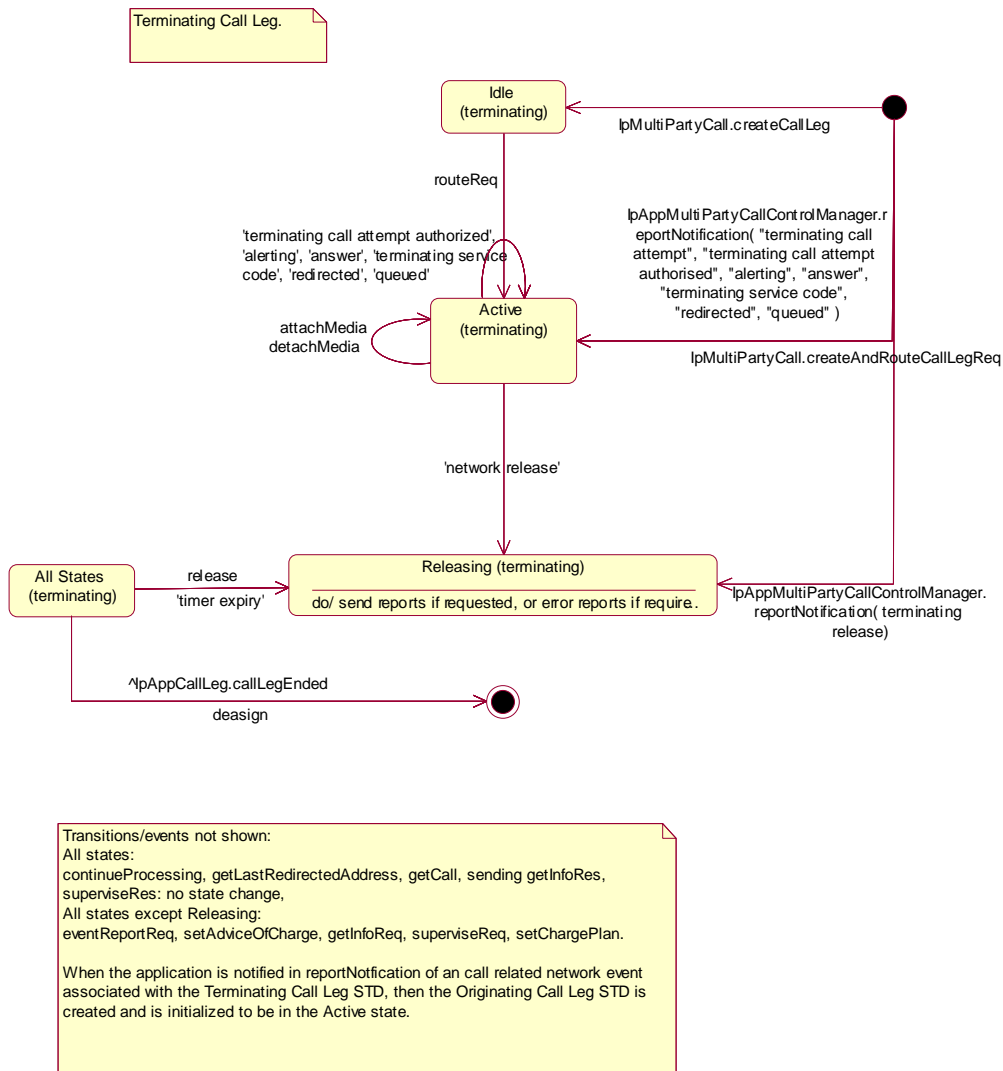 Terminating Call Leg.
Idle
(terminating)
IpMultiPartyCall.createCallLeg
routeReq
IpAppMultiPartyCallControlManager.r
eportNotification( "terminating call
attempt", "terminating call attempt
authorised", "alerting", "answer",
"terminating service code",
"redirected", "queued" )
'terminating call attempt authorized',
'alerting', 'answer', 'terminating service
code', 'redirected', 'queued'
Active
(terminating)
attachMedia
detachMedia
IpMultiPartyCall.createAndRouteCallLegReq
'network release'
All States
(terminating)
release
'timer expiry'
Releasing (terminating)
do/ send reports if requested, or error reports if require..
IpAppMultiPartyCallControlManager.
reportNotification( terminating
release)
^IpAppCallLeg.callLegEnded
deasign
Transitions/events not shown:
All states:
continueProcessing, getLastRedirectedAddress, getCall, sending getInfoRes,
superviseRes: no state change,
All states except Releasing:
eventReportReq, setAdviceOfCharge, getInfoReq, superviseReq, setChargePlan.
When the application is notified in reportNotfication of an call related network event
associated with the Terminating Call Leg STD, then the Originating Call Leg STD is
created and is initialized to be in the Active state.